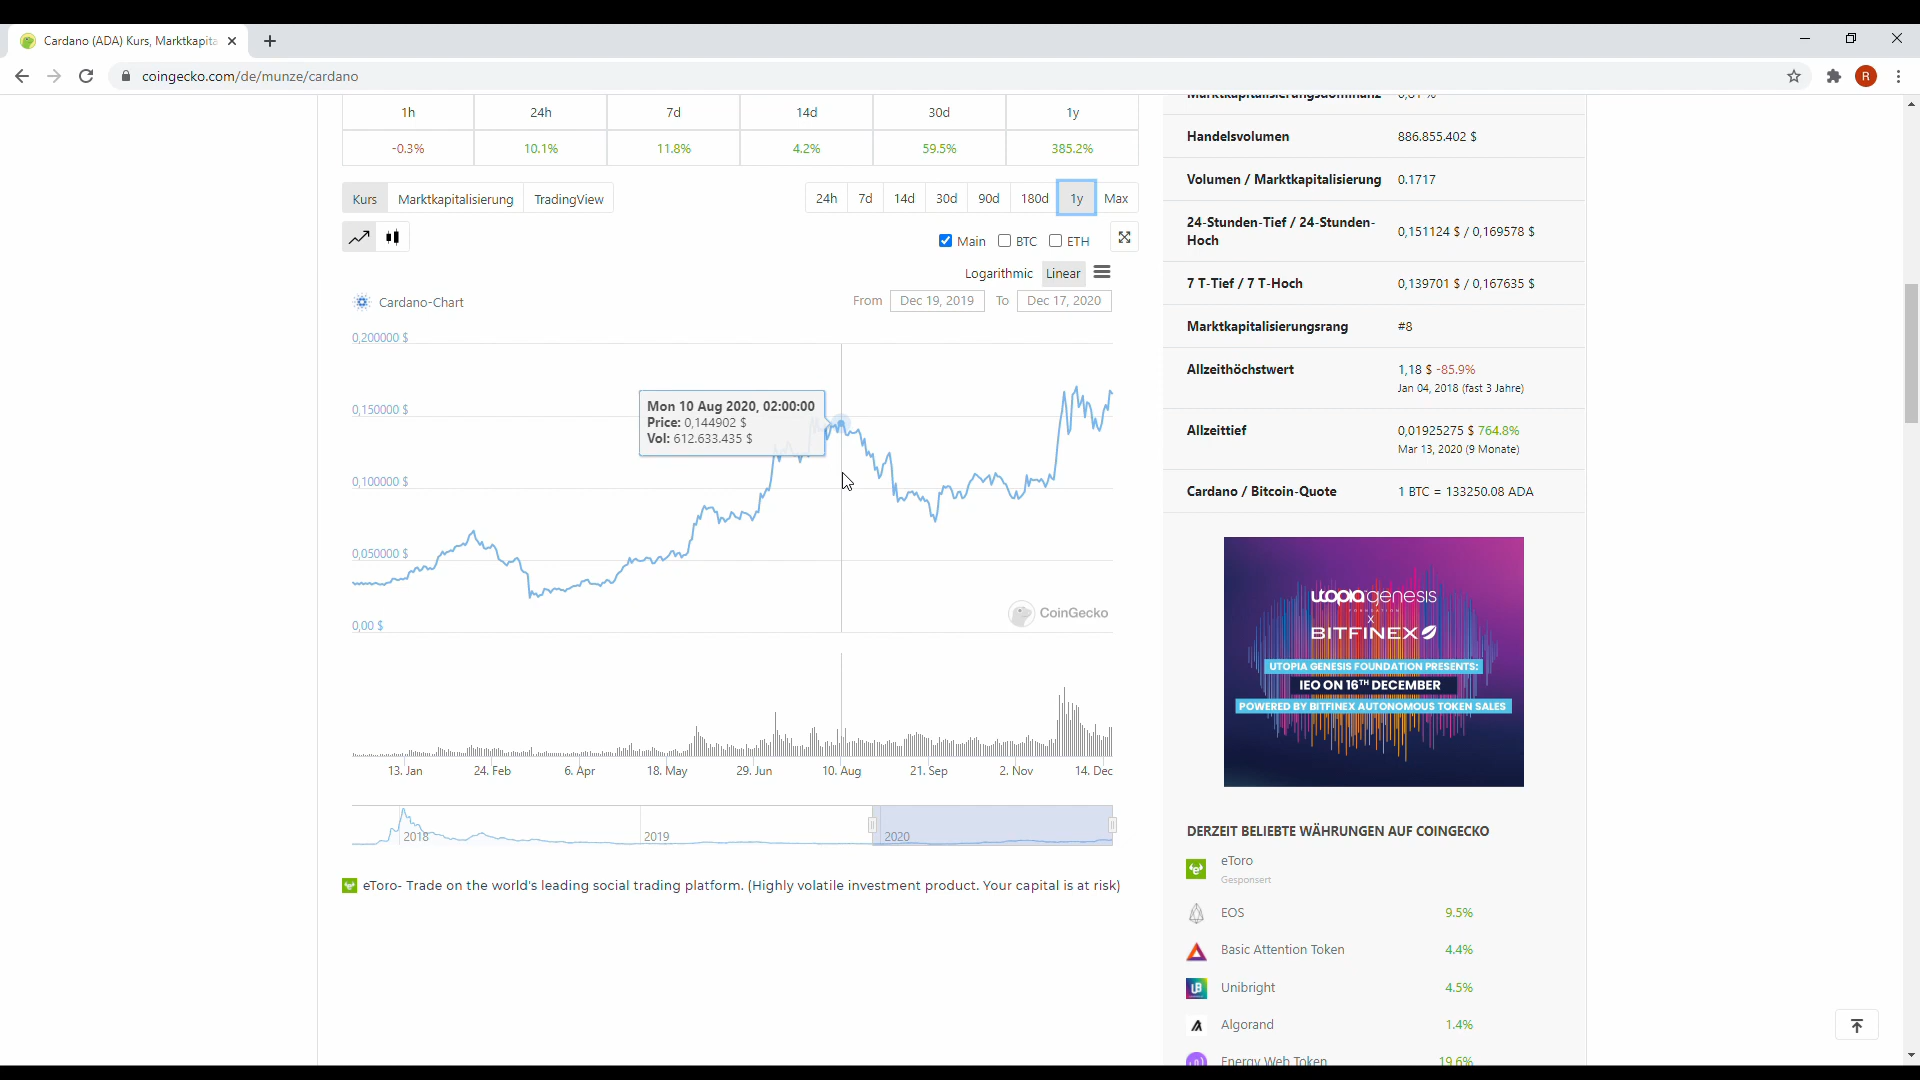 Cardano (ADA) Kurs, Marktkapita
coingecko.com/de/munze/cardano
R
1h 24h 7d 14d 30d 1y
-0.3% 10.1% 11.8% 4.2% 59.5% 385.2%
Kurs Marktkapitalisierung TradingView
24h 7d 14d 30d 90d 180d 1y Max
Main BTC ETH
Logarithmic Linear
Cardano-Chart
From Dec 19, 2019 To Dec 17, 2020
0,200000 $
0,150000 $
0,100000 $
0,050000 $
0,00 $
Mon 10 Aug 2020, 02:00:00
Price: 0,144902 $
Vol: 612.633.435 $
CoinGecko
13. Jan 24. Feb 6. Apr 18. May 29. Jun 10. Aug 21. Sep 2. Nov 14. Dec
2018 2019 2020
eToro- Trade on the world's leading social trading platform. (Highly volatile investment product. Your capital is at risk)
Handelsvolumen 886.855.402 $
Volumen / Marktkapitalisierung 0.1717
24-Stunden-Tief / 24-Stunden-
Hoch
0,151124 $ / 0,169578 $
7 T-Tief / 7 T-Hoch 0,139701 $ / 0,167635 $
Marktkapitalisierungsrang #8
Allzeithöchstwert 1,18 $ -85.9%
Jan 04, 2018 (fast 3 Jahre)
Allzeittief 0,01925275 $ 764.8%
Mar 13, 2020 (9 Monate)
Cardano / Bitcoin-Quote 1 BTC = 133250.08 ADA
utopia genesis
FOUNDATION
X
BITFINEX
UTOPIA GENESIS FOUNDATION PRESENTS:
IEO ON 16TH DECEMBER
POWERED BY BITFINEX AUTONOMOUS TOKEN SALES
DERZEIT BELIEBTE WÄHRUNGEN AUF COINGECKO
eToro
Gesponsert
EOS 9.5%
Basic Attention Token 4.4%
Unibright 4.5%
Algorand 1.4%
Energy Web Token 19.6%